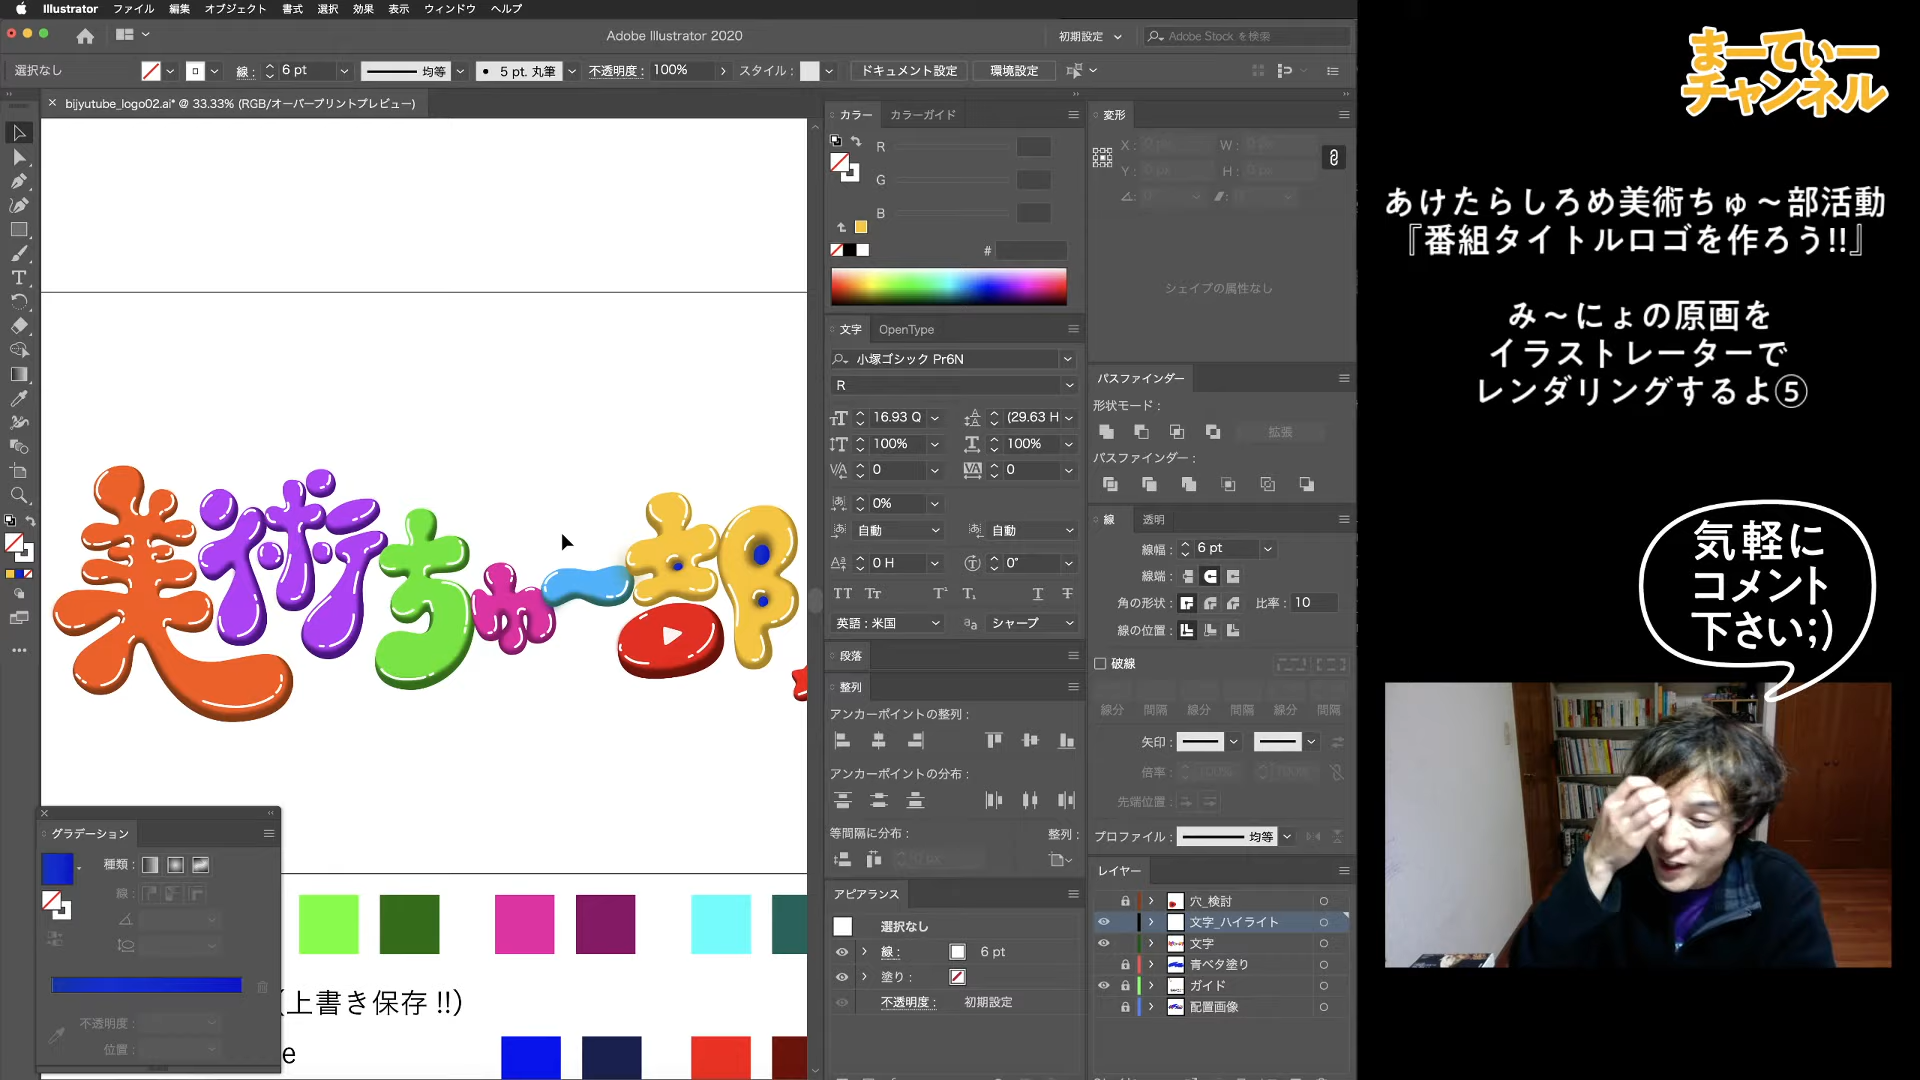 Illustrator ファイル 編集 オブジェクト 書式 選択 効果 表示 ウィンドウ ヘルプ
Adobe Illustrator 2020
初期設定
Adobe Stock を検索
選択なし
線 : 6 pt
均等
5 pt. 丸筆
不透明度 : 100%
スタイル :
ドキュメント設定
環境設定
bijyutube_logo02.ai* @ 33.33% (RGB/オーバープリントプレビュー)
美術ちゅ〜部
(上書き保存 !!)
e
グラデーション
種類 :
線 :
不透明度 :
位置 :
カラー カラーガイド
R
G
B
#
文字 OpenType
小塚ゴシック Pr6N
R
16.93 Q (29.63 H
100% 100%
0 0
0%
自動 自動
0 H 0°
英語 : 米国 シャープ
段落
整列
アンカーポイントの整列 :
アンカーポイントの分布 :
等間隔に分布 : 整列 :
0 px
アピアランス
選択なし
線 : 6 pt
塗り :
不透明度 : 初期設定
変形
X : 0 px W : 0 px
Y : 0 px H : 0 px
シェイプの属性なし
パスファインダー
形状モード :
拡張
パスファインダー :
線 透明
線幅 : 6 pt
線端 :
角の形状 : 比率 : 10
線の位置 :
破線
線分 間隔 線分 間隔 線分 間隔
矢印 :
倍率 : 100% 100%
先端位置 :
プロファイル : 均等
レイヤー
穴_検討
文字_ハイライト
文字
青ベタ塗り
ガイド
配置画像
まーてぃー
チャンネル
あけたらしろめ美術ちゅ〜部活動
『番組タイトルロゴを作ろう!!』
み〜にょの原画を
イラストレーターで
レンダリングするよ⑤
気軽に
コメント
下さい;)